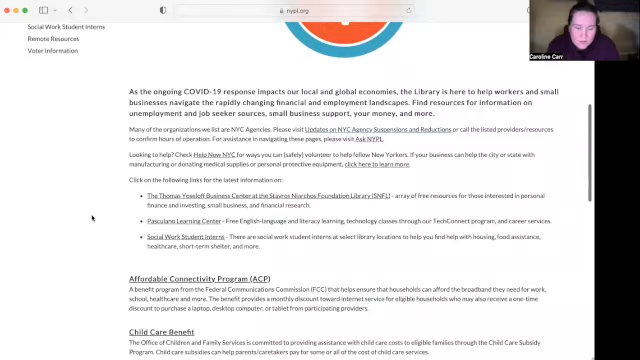 nypl.org
Social Work Student Interns
Remote Resources
Voter Information
Caroline Carr
As the ongoing COVID-19 response impacts our local and global economies, the Library is here to help workers and small
businesses navigate the rapidly changing financial and employment landscapes. Find resources for information on
unemployment and job seeker sources, small business support, your money, and more.
Many of the organizations we list are NYC Agencies. Please visit Updates on NYC Agency Suspensions and Reductions or call the listed providers/resources
to confirm hours of operation. For assistance in navigating these pages, please visit Ask NYPL.
Looking to help? Check Help Now NYC for ways you can (safely) volunteer to help fellow New Yorkers. If your business can help the city or state with
manufacturing or donating medical supplies or personal protective equipment, click here to learn more.
Click on the following links for the latest information on:
• The Thomas Yoseloff Business Center at the Stavros Niarchos Foundation Library (SNFL) - array of free resources for those interested in personal
finance and investing, small business, and financial research.
• Pasculano Learning Center - Free English-language and literacy learning, technology classes through our TechConnect program, and career services.
• Social Work Student Interns - There are social work student interns at select library locations to help you find help with housing, food assistance,
healthcare, short-term shelter, and more.
Affordable Connectivity Program (ACP)
A benefit program from the Federal Communications Commission (FCC) that helps ensure that households can afford the broadband they need for work,
school, healthcare and more. The benefit provides a monthly discount toward internet service for eligible households who may also receive a one-time
discount to purchase a laptop, desktop computer, or tablet from participating providers.
Child Care Benefit
The Office of Children and Family Services is committed to providing assistance with child care costs to eligible families through the Child Care Subsidy
Program. Child care subsidies can help parents/caretakers pay for some or all of the cost of child care services.